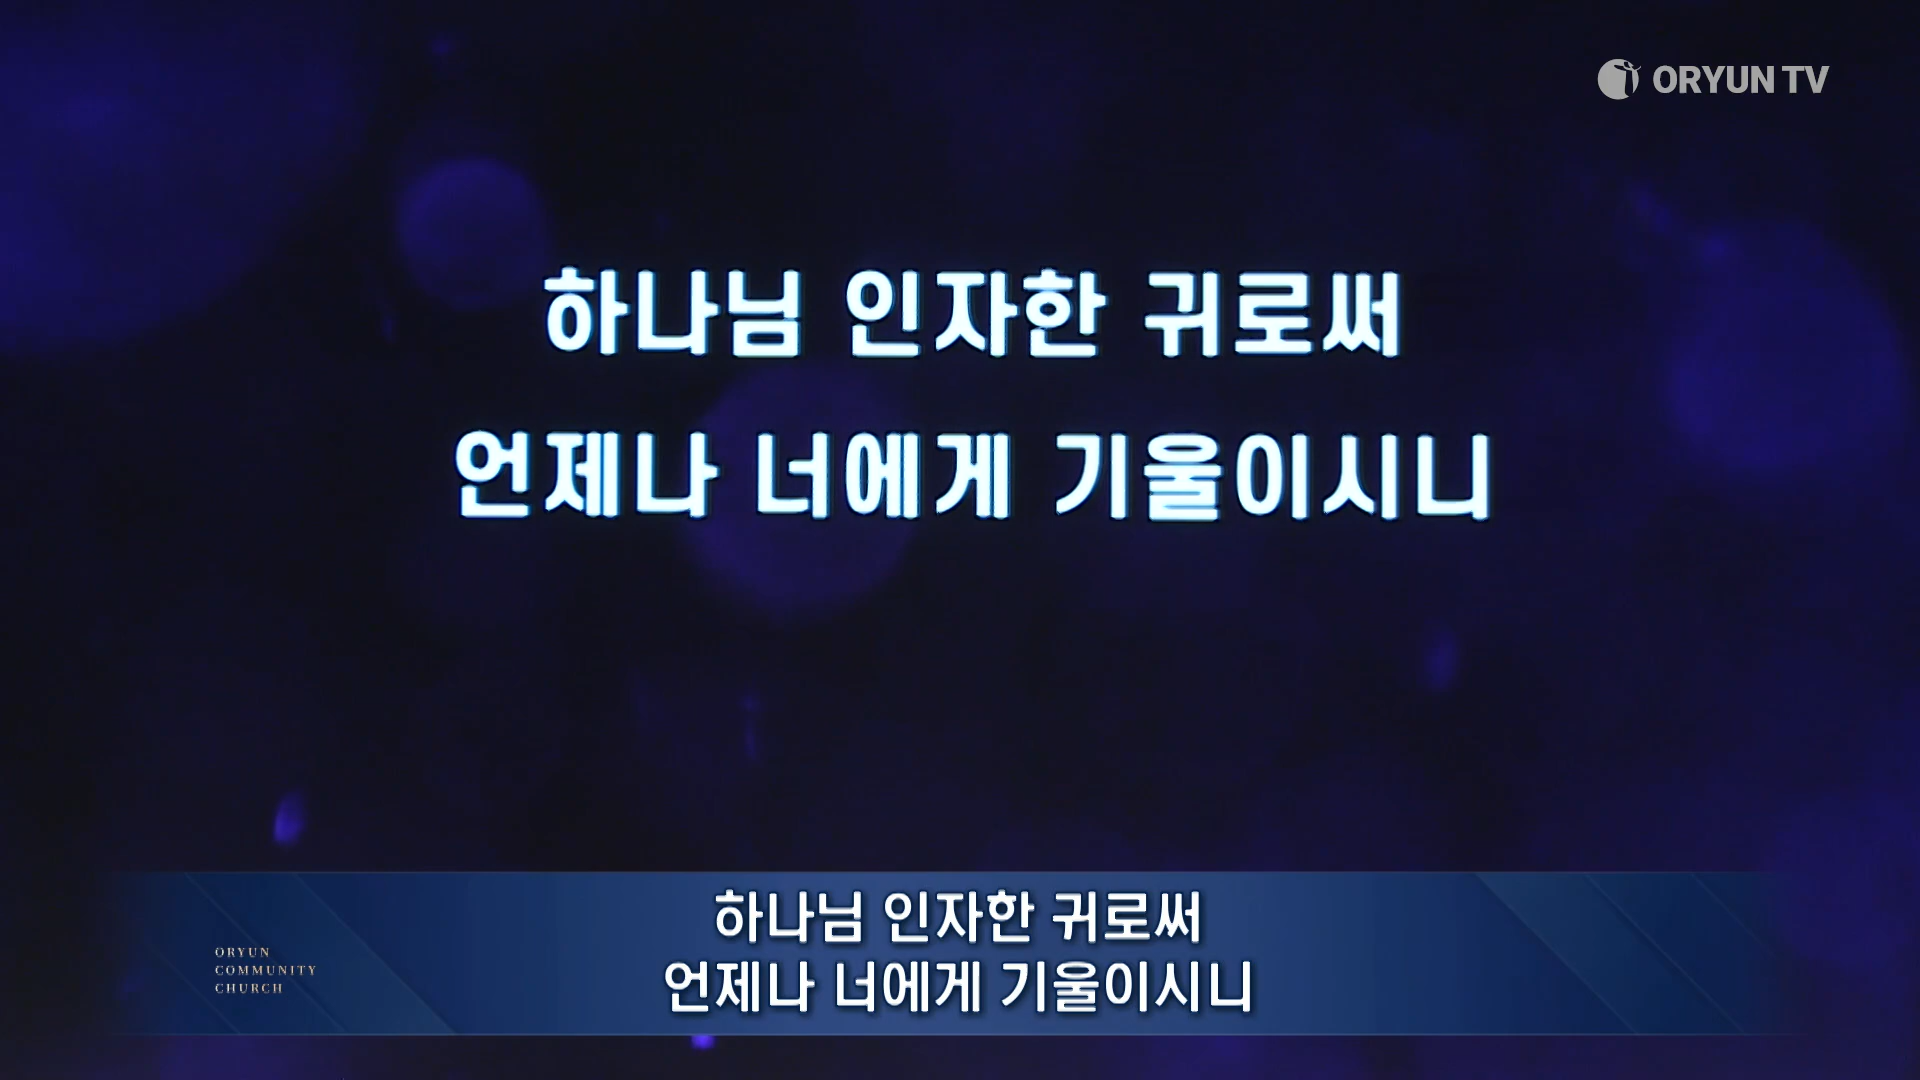 ORYUN TV
하나님 인자한 귀로써
언제나 너에게 기울이시니
ORYUN
COMMUNITY
CHURCH
하나님 인자한 귀로써
언제나 너에게 기울이시니